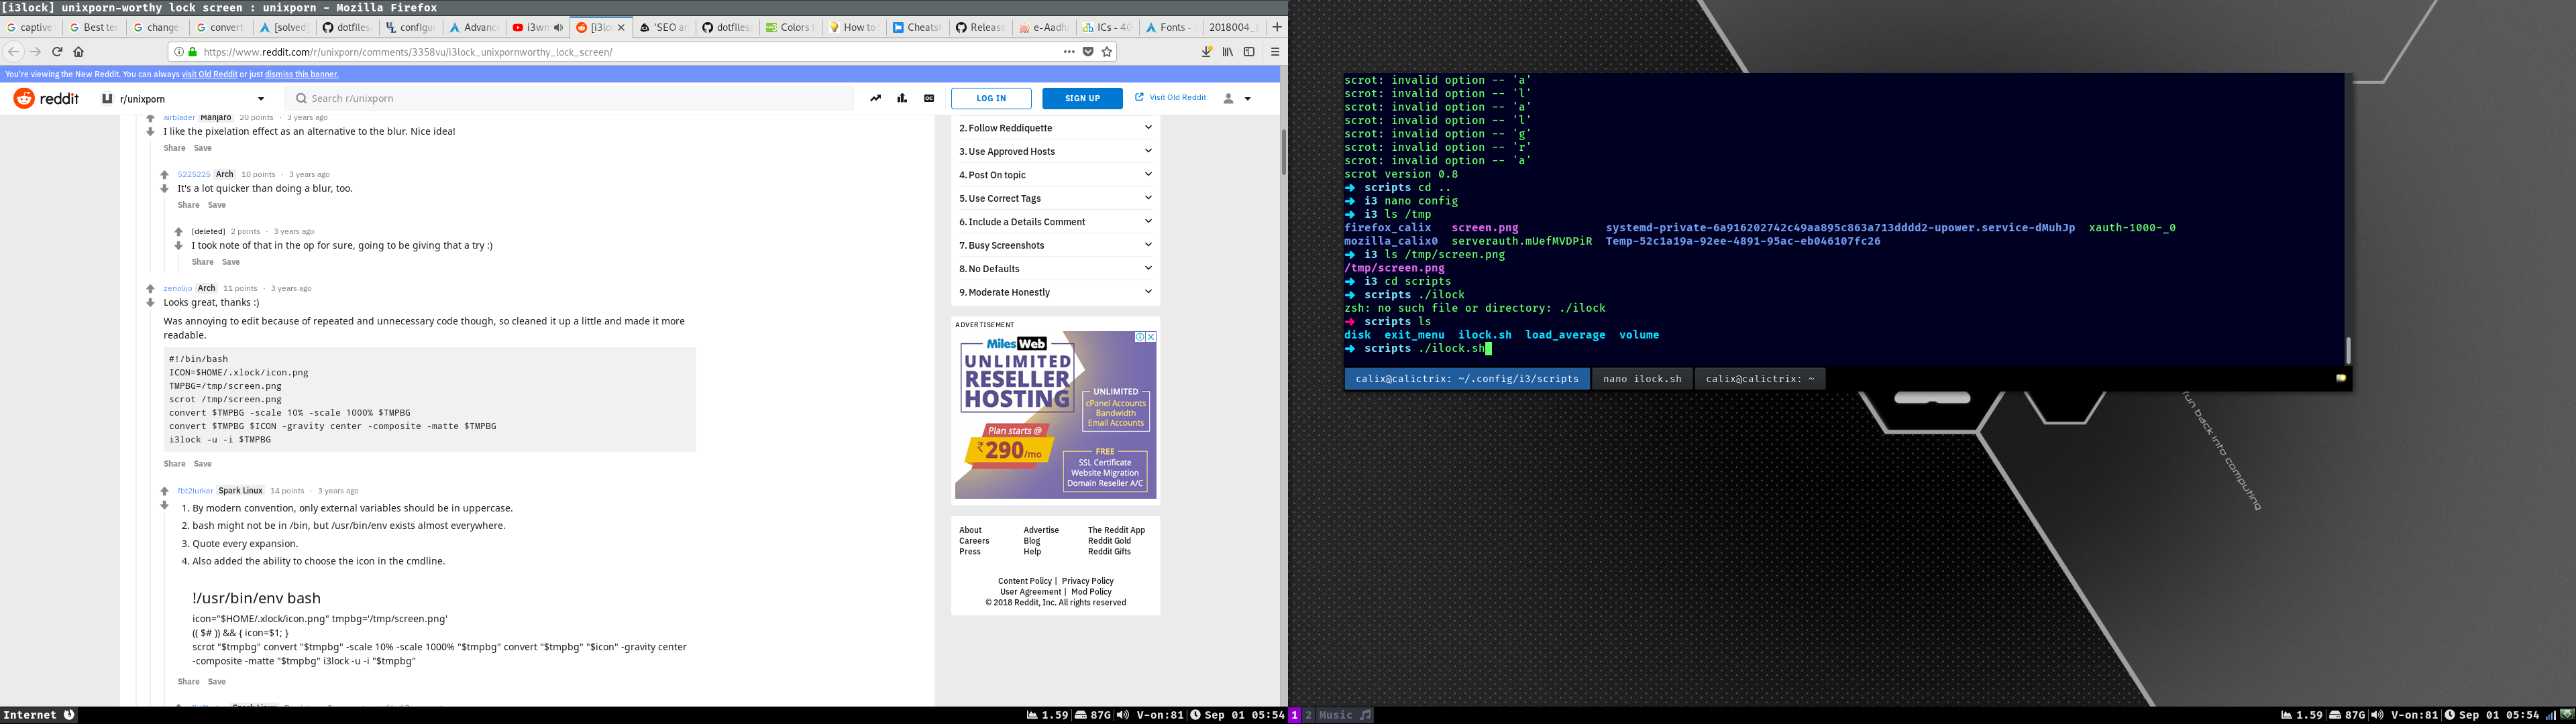 [i3lock] unixporn-worthy lock screen : unixporn - Mozilla Firefox
captive
Best ter
change
convert
[solved]
dotfiles,
configu
Advanc
i3wm
[i3lo
'SEO an
dotfiles,
Colors
How to
Cheatsh
Release
e-Aadh
ICs - 40
Fonts -
2018004_
https://www.reddit.com/r/unixporn/comments/3358vu/i3lock_unixpornworthy_lock_screen/
You're viewing the New Reddit. You can always visit Old Reddit or just dismiss this banner.
reddit
r/unixporn
Search r/unixporn
LOG IN
SIGN UP
Visit Old Reddit
airblader Manjaro 20 points · 3 years ago
I like the pixelation effect as an alternative to the blur. Nice idea!
Share Save
5225225 Arch 10 points · 3 years ago
It's a lot quicker than doing a blur, too.
Share Save
[deleted] 2 points · 3 years ago
I took note of that in the op for sure, going to be giving that a try :)
Share Save
zenolijo Arch 11 points · 3 years ago
Looks great, thanks :)
Was annoying to edit because of repeated and unnecessary code though, so cleaned it up a little and made it more
readable.
#!/bin/bash
ICON=$HOME/.xlock/icon.png
TMPBG=/tmp/screen.png
scrot /tmp/screen.png
convert $TMPBG -scale 10% -scale 1000% $TMPBG
convert $TMPBG $ICON -gravity center -composite -matte $TMPBG
i3lock -u -i $TMPBG
Share Save
fbt2lurker Spark Linux 14 points · 3 years ago
1. By modern convention, only external variables should be in uppercase.
2. bash might not be in /bin, but /usr/bin/env exists almost everywhere.
3. Quote every expansion.
4. Also added the ability to choose the icon in the cmdline.
!/usr/bin/env bash
icon="$HOME/.xlock/icon.png" tmpbg='/tmp/screen.png'
(( $# )) && { icon=$1; }
scrot "$tmpbg" convert "$tmpbg" -scale 10% -scale 1000% "$tmpbg" convert "$tmpbg" "$icon" -gravity center
-composite -matte "$tmpbg" i3lock -u -i "$tmpbg"
Share Save
2. Follow Reddiquette
3. Use Approved Hosts
4. Post On topic
5. Use Correct Tags
6. Include a Details Comment
7. Busy Screenshots
8. No Defaults
9. Moderate Honestly
ADVERTISEMENT
MilesWeb
UNLIMITED
RESELLER
HOSTING
Plan starts @
₹290/mo
UNLIMITED
cPanel Accounts
Bandwidth
Email Accounts
FREE
SSL Certificate
Website Migration
Domain Reseller A/C
About Advertise The Reddit App
Careers Blog Reddit Gold
Press Help Reddit Gifts
Content Policy | Privacy Policy
User Agreement | Mod Policy
© 2018 Reddit, Inc. All rights reserved
Internet
1.59 87G V-on:81 Sep 01 05:54
scrot: invalid option -- 'a'
scrot: invalid option -- 'l'
scrot: invalid option -- 'a'
scrot: invalid option -- 'l'
scrot: invalid option -- 'g'
scrot: invalid option -- 'r'
scrot: invalid option -- 'a'
scrot version 0.8
➜ scripts cd ..
➜ i3 nano config
➜ i3 ls /tmp
firefox_calix screen.png systemd-private-6a916202742c49aa895c863a713dddd2-upower.service-dMuhJp xauth-1000-_0
mozilla_calix0 serverauth.mUefMVDPiR Temp-52c1a19a-92ee-4891-95ac-eb046107fc26
➜ i3 ls /tmp/screen.png
/tmp/screen.png
➜ i3 cd scripts
➜ scripts ./ilock
zsh: no such file or directory: ./ilock
➜ scripts ls
disk exit_menu ilock.sh load_average volume
➜ scripts ./ilock.sh
calix@calictrix: ~/.config/i3/scripts
nano ilock.sh
calix@calictrix: ~
run back into computing
1 2 Music
1.59 87G V-on:81 Sep 01 05:54